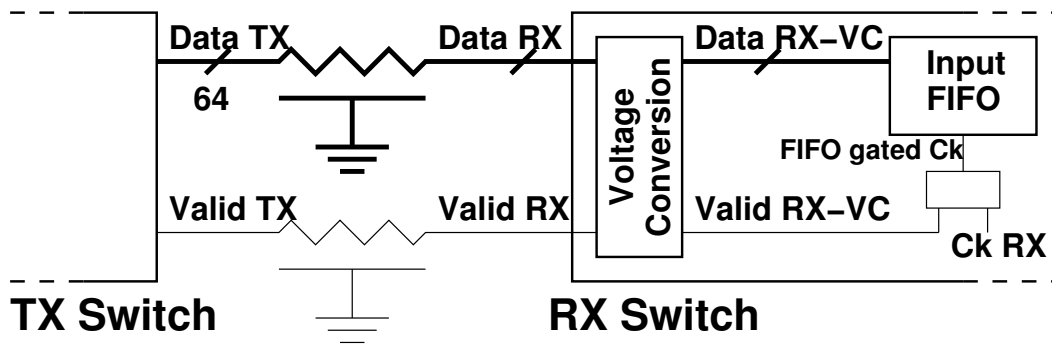 Data TX
Data RX
Data RX−VC
64
Input
FIFO
Voltage
Conversion
FIFO gated Ck
Valid TX
Valid RX
Valid RX−VC
Ck RX
TX Switch
RX Switch